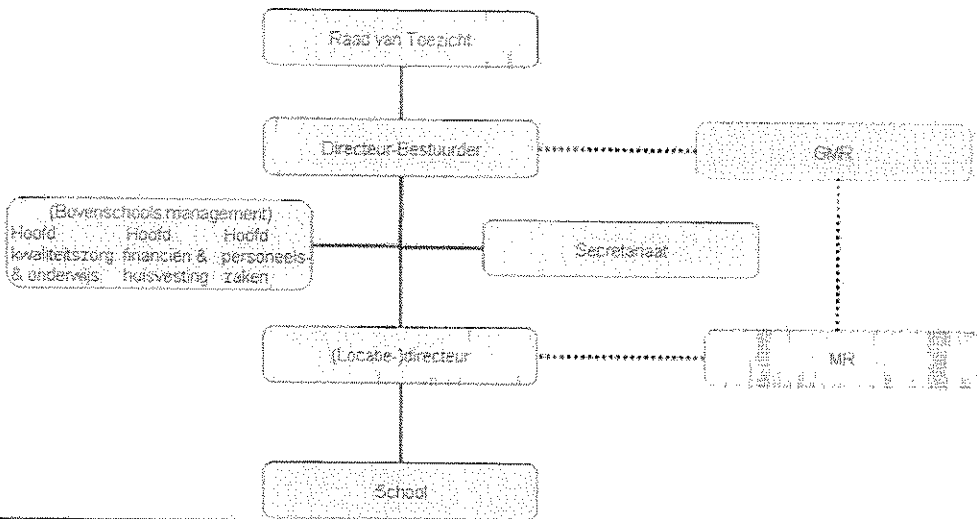 Raad van Toezicht
Directeur-Bestuurder
GMR
(Bovenschools management)
Hoofd Hoofd Hoofd
kwaliteitszorg financiën & personeels-
& onderwijs huisvesting zaken
Secretariaat
(Locatie-)directeur
MR
School